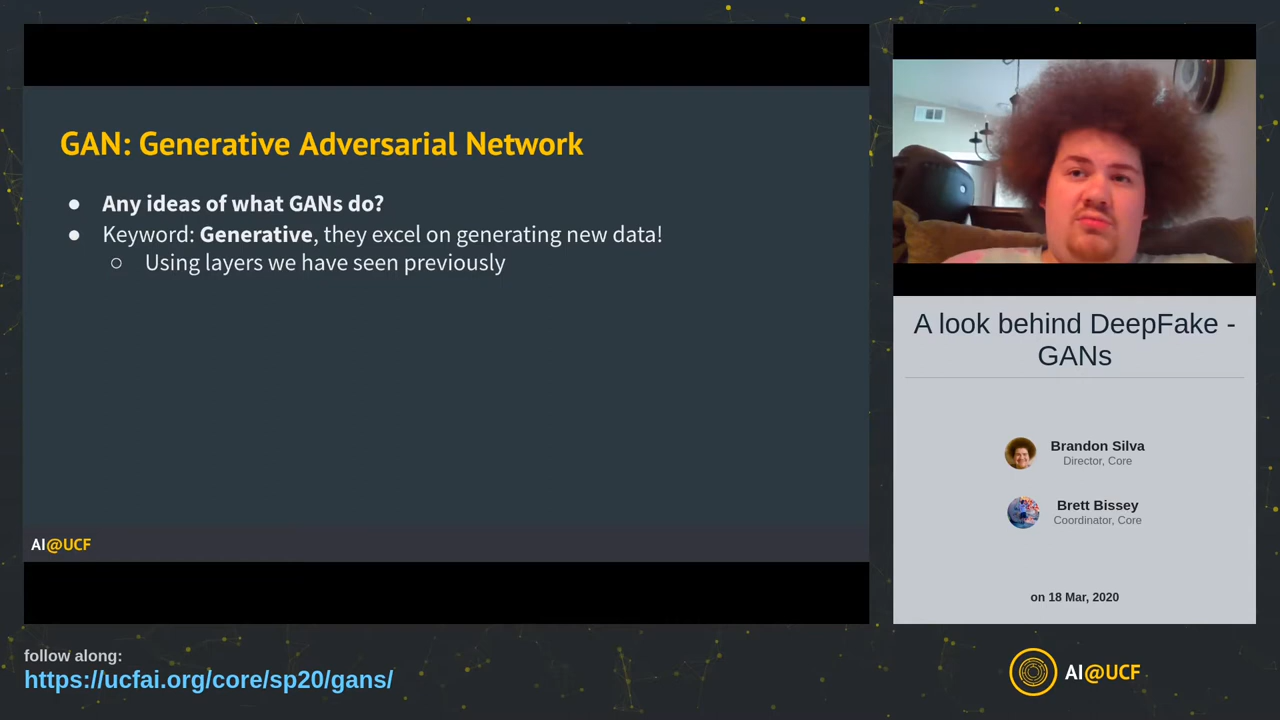 GAN: Generative Adversarial Network
● Any ideas of what GANs do?
● Keyword: Generative, they excel on generating new data!
○ Using layers we have seen previously
AI@UCF
A look behind DeepFake -
GANs
Brandon Silva
Director, Core
Brett Bissey
Coordinator, Core
on 18 Mar, 2020
follow along:
https://ucfai.org/core/sp20/gans/
AI@UCF